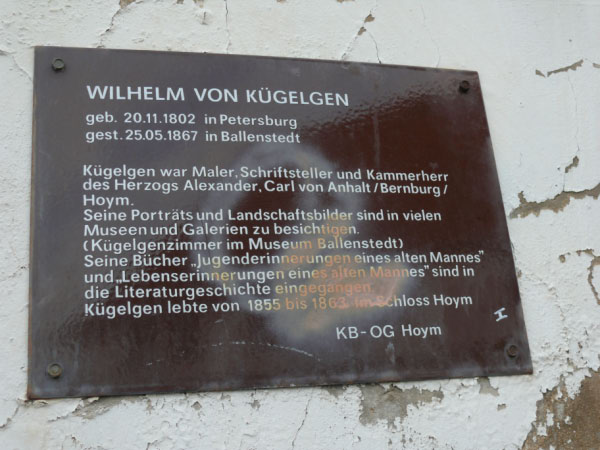 WILHELM VON KÜGELGEN
geb. 20.11.1802 in Petersburg
gest. 25.05.1867 in Ballenstedt
Kügelgen war Maler, Schriftsteller und Kammerherr
des Herzogs Alexander, Carl von Anhalt/Bernburg/
Hoym.
Seine Porträts und Landschaftsbilder sind in vielen
Museen und Galerien zu besichtigen.
(Kügelgenzimmer im Museum Ballenstedt)
Seine Bücher „Jugenderinnerungen eines alten Mannes"
und „Lebenserinnerungen eines alten Mannes" sind in
die Literaturgeschichte eingegangen.
Kügelgen lebte von 1855 bis 1863 im Schloss Hoym
KB-OG Hoym